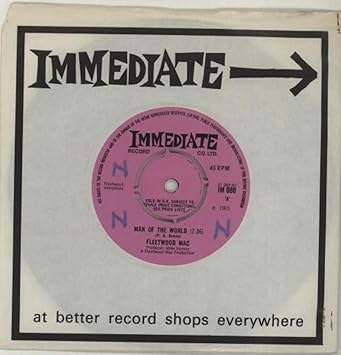 IMMEDIATE
IMMEDIATE
RECORD CO. LTD.
45 RPM
SOLD IN U.K. SUBJECT TO
RESALE PRICE CONDITIONS,
SEE PRICE LISTS
IM 080
'A'
N
N
N
MAN OF THE WORLD (2.36)
FLEETWOOD MAC
Producer: Mike Vernon
A Fleetwood Mac Production
at better record shops everywhere